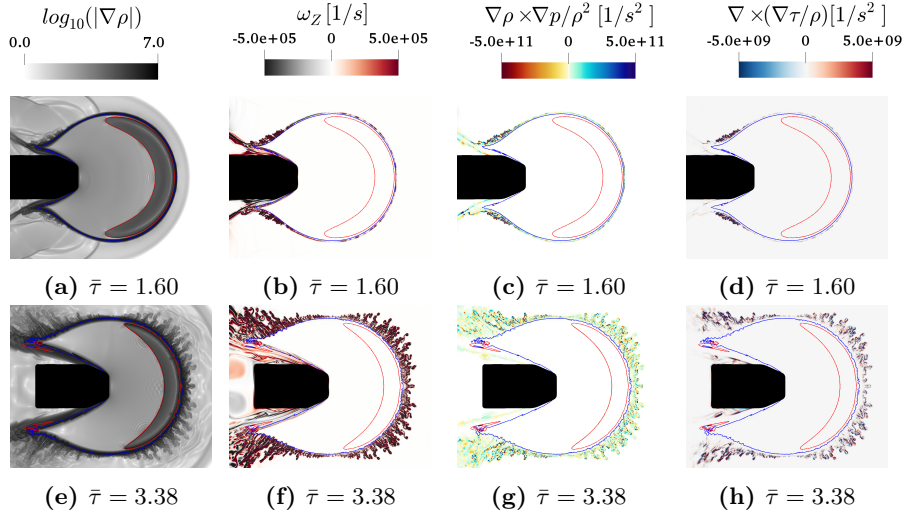 log₁₀(|∇ρ|) ω_Z [1/s] ∇ρ×∇p/ρ² [1/s²] ∇×(∇τ/ρ)[1/s²]
0.0 7.0 -5.0e+05 0 5.0e+05 -5.0e+11 0 5.0e+11 -5.0e+09 0 5.0e+09
(a) τ̄ = 1.60 (b) τ̄ = 1.60 (c) τ̄ = 1.60 (d) τ̄ = 1.60
(e) τ̄ = 3.38 (f) τ̄ = 3.38 (g) τ̄ = 3.38 (h) τ̄ = 3.38